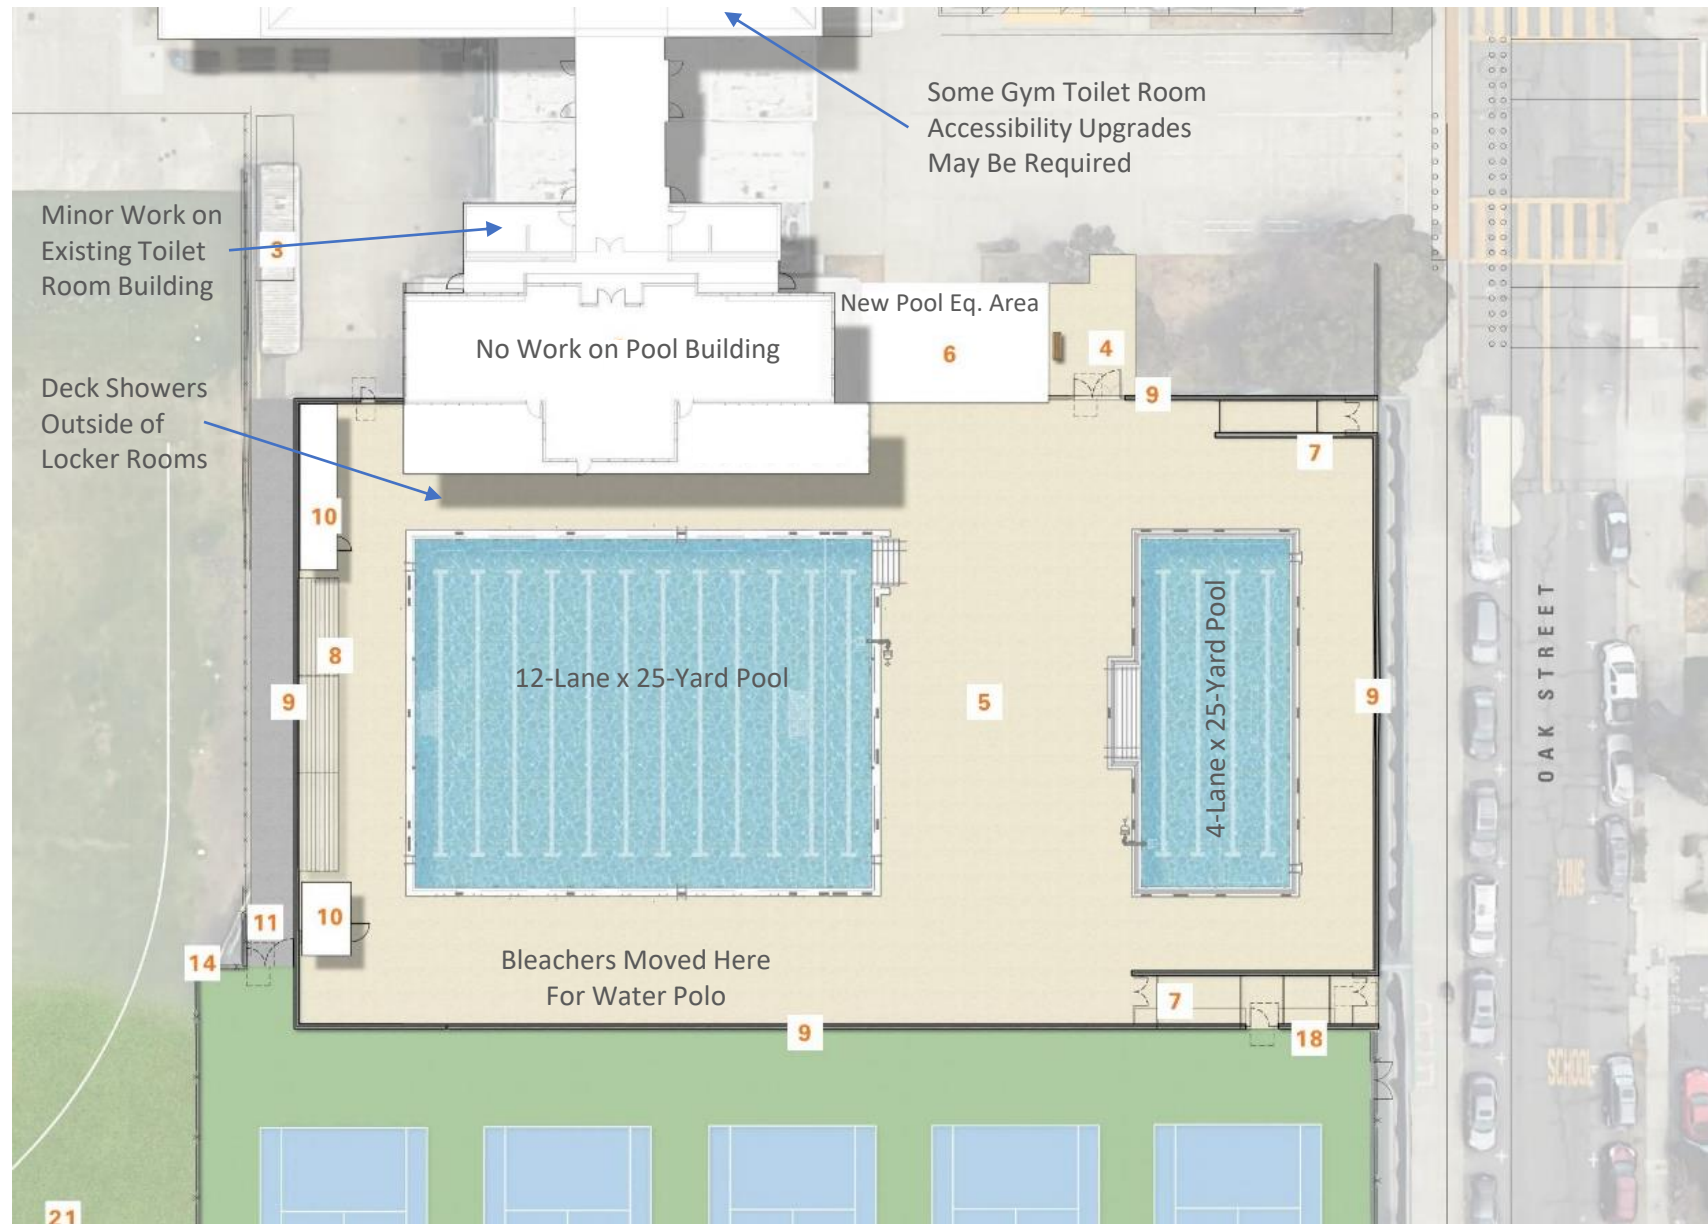 Some Gym Toilet Room
Accessibility Upgrades
May Be Required
Minor Work on
Existing Toilet
Room Building
3
New Pool Eq. Area
No Work on Pool Building
6
4
Deck Showers
Outside of
Locker Rooms
9
7
10
8
12-Lane x 25-Yard Pool
4-Lane x 25-Yard Pool
OAK STREET
9
5
9
XING
10
11
14
Bleachers Moved Here
For Water Polo
7
9
18
SCHOOL
21